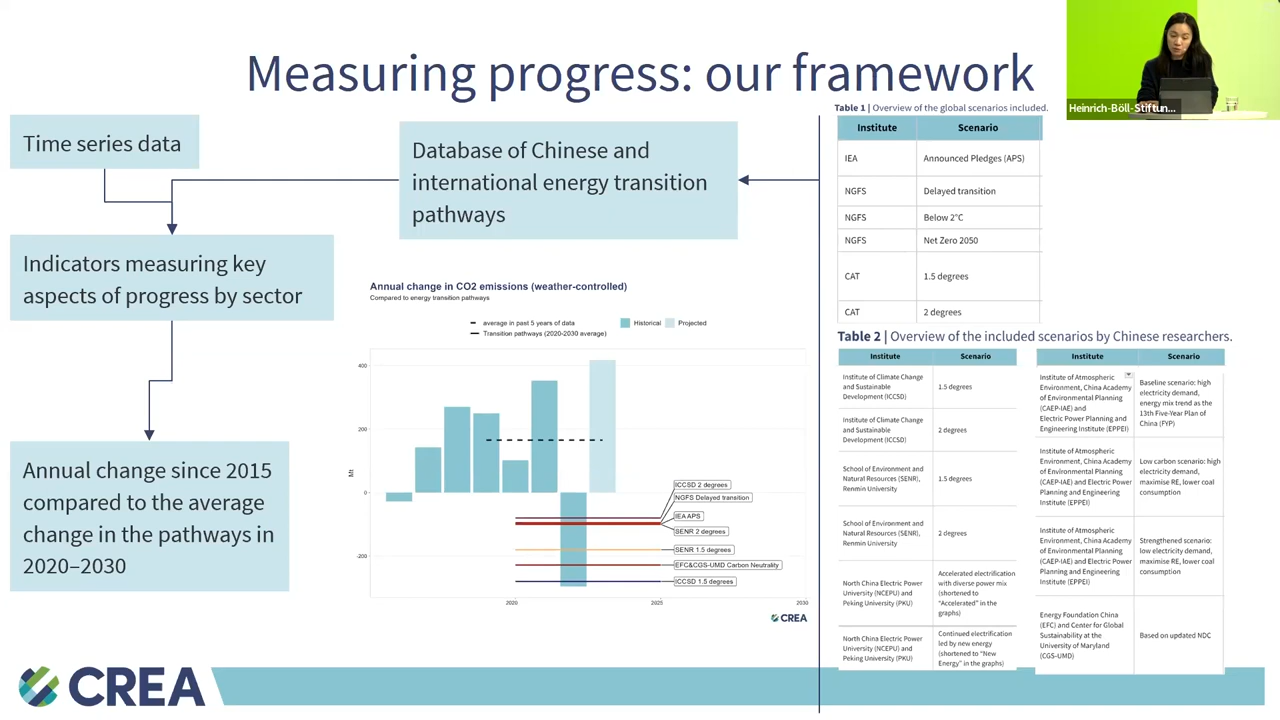 Measuring progress: our framework
Heinrich-Böll-Stiftun...
Time series data
Database of Chinese and
international energy transition
pathways
Indicators measuring key
aspects of progress by sector
Annual change since 2015
compared to the average
change in the pathways in
2020–2030
Annual change in CO2 emissions (weather-controlled)
Compared to energy transition pathways
average in past 5 years of data
Transition pathways (2020-2030 average)
Historical
Projected
Mt
400
200
0
-200
2020
2025
2030
ICCSD 2 degrees
NGFS Delayed transition
IEA APS
SENR 2 degrees
SENR 1.5 degrees
EFC&CGS-UMD Carbon Neutrality
ICCSD 1.5 degrees
CREA
Table 1 | Overview of the global scenarios included.
Institute Scenario
IEA Announced Pledges (APS)
NGFS Delayed transition
NGFS Below 2°C
NGFS Net Zero 2050
CAT 1.5 degrees
CAT 2 degrees
Table 2 | Overview of the included scenarios by Chinese researchers.
Institute Scenario
Institute of Climate Change
and Sustainable
Development (ICCSD)
1.5 degrees
Institute of Climate Change
and Sustainable
Development (ICCSD)
2 degrees
School of Environment and
Natural Resources (SENR),
Renmin University
1.5 degrees
School of Environment and
Natural Resources (SENR),
Renmin University
2 degrees
North China Electric Power
University (NCEPU) and
Peking University (PKU)
Accelerated electrification
with diverse power mix
(shortened to
“Accelerated” in the
graphs)
North China Electric Power
University (NCEPU) and
Peking University (PKU)
Continued electrification
led by new energy
(shortened to “New
Energy” in the graphs)
Institute Scenario
Institute of Atmospheric
Environment, China Academy
of Environmental Planning
(CAEP-IAE) and
Electric Power Planning and
Engineering Institute (EPPEI)
Baseline scenario: high
electricity demand,
energy mix trend as the
13th Five-Year Plan of
China (FYP)
Institute of Atmospheric
Environment, China Academy
of Environmental Planning
(CAEP-IAE) and Electric Power
Planning and Engineering
Institute (EPPEI)
Low carbon scenario: high
electricity demand,
maximise RE, lower coal
consumption
Institute of Atmospheric
Environment, China Academy
of Environmental Planning
(CAEP-IAE) and Electric Power
Planning and Engineering
Institute (EPPEI)
Strengthened scenario:
low electricity demand,
maximise RE, lower coal
consumption
Energy Foundation China
(EFC) and Center for Global
Sustainability at the
University of Maryland
(CGS-UMD)
Based on updated NDC
CREA